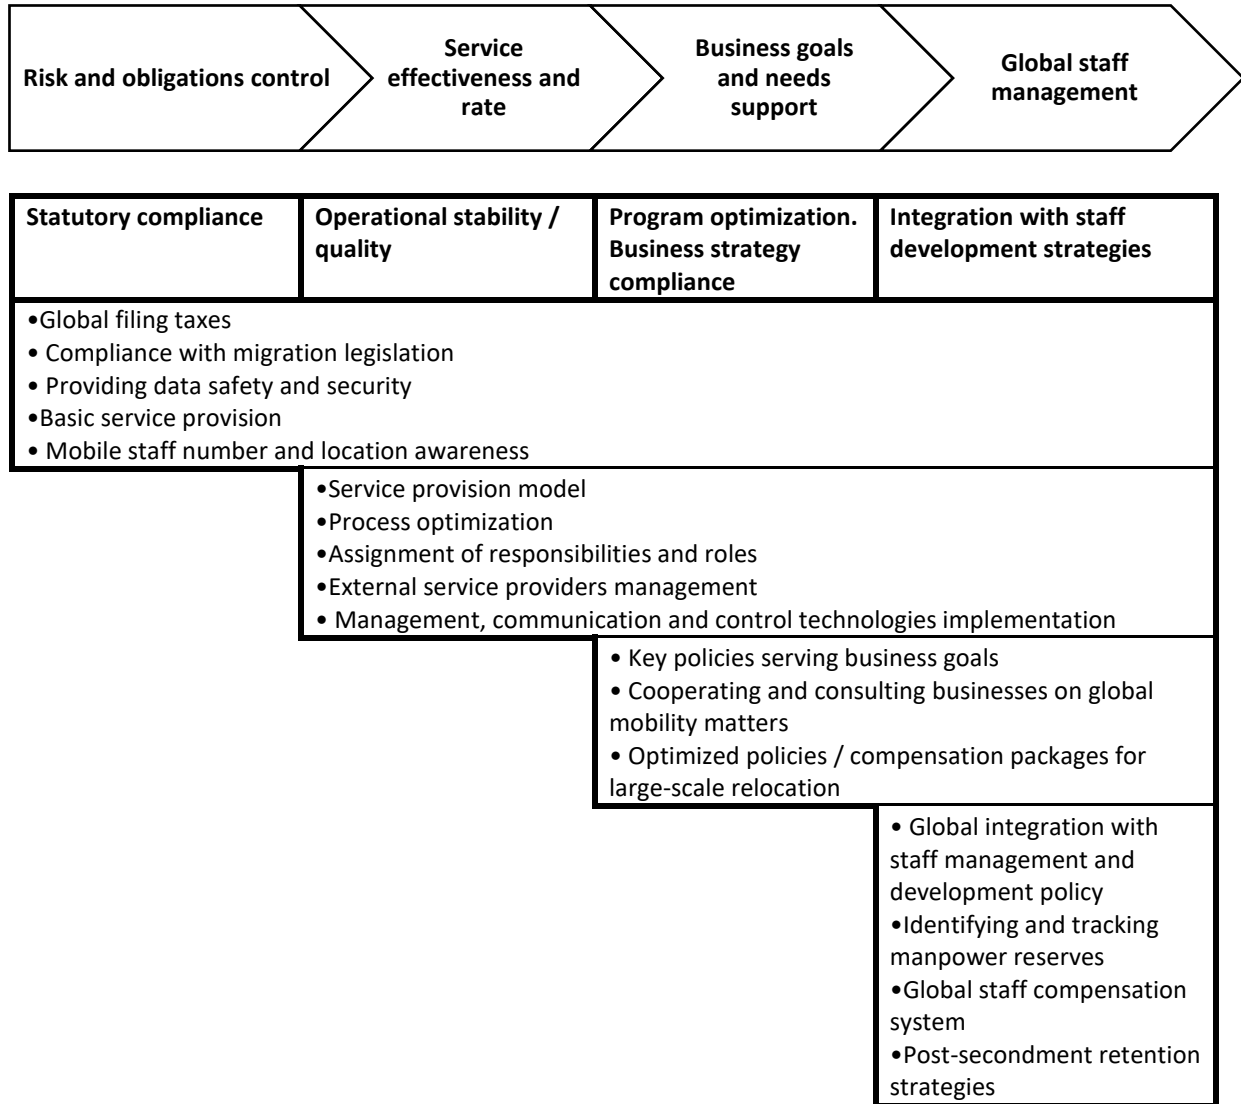 Risk and obligations control
Service
effectiveness and
rate
Business goals
and needs
support
Global staff
management
Statutory compliance
Operational stability /
quality
Program optimization.
Business strategy
compliance
Integration with staff
development strategies
•Global filing taxes
• Compliance with migration legislation
• Providing data safety and security
•Basic service provision
• Mobile staff number and location awareness
•Service provision model
•Process optimization
•Assignment of responsibilities and roles
•External service providers management
• Management, communication and control technologies implementation
• Key policies serving business goals
• Cooperating and consulting businesses on global
mobility matters
• Optimized policies / compensation packages for
large-scale relocation
• Global integration with
staff management and
development policy
•Identifying and tracking
manpower reserves
•Global staff compensation
system
•Post-secondment retention
strategies